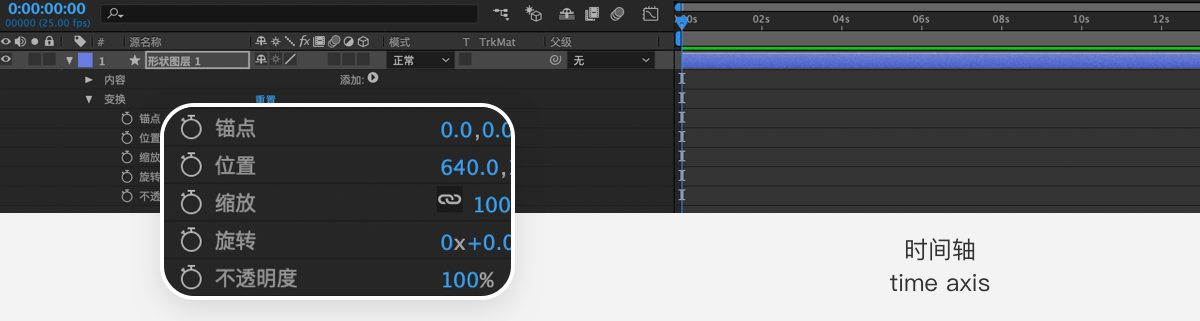 0:00:00:00
00000 (25.00 fps)
:00s 02s 04s 06s 08s 10s 12s
# 源名称 fx 模式 T TrkMat 父级
1 形状图层 1 正常 无
内容 添加:
变换 重置
锚点
位置
缩放
旋转
不透
锚点 0.0,0.0
位置 640.0,
缩放 100
旋转 0x+0.0
不透明度 100%
时间轴
time axis